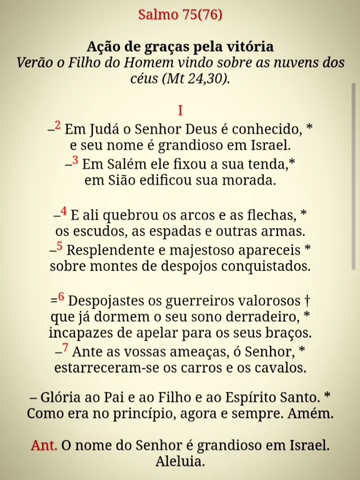 Salmo 75(76)
Ação de graças pela vitória
Verão o Filho do Homem vindo sobre as nuvens dos
céus (Mt 24,30).
I
–2 Em Judá o Senhor Deus é conhecido, *
e seu nome é grandioso em Israel.
–3 Em Salém ele fixou a sua tenda,*
em Sião edificou sua morada.
–4 E ali quebrou os arcos e as flechas, *
os escudos, as espadas e outras armas.
–5 Resplendente e majestoso apareceis *
sobre montes de despojos conquistados.
=6 Despojastes os guerreiros valorosos †
que já dormem o seu sono derradeiro, *
incapazes de apelar para os seus braços.
–7 Ante as vossas ameaças, ó Senhor, *
estarreceram-se os carros e os cavalos.
– Glória ao Pai e ao Filho e ao Espírito Santo. *
Como era no princípio, agora e sempre. Amém.
Ant. O nome do Senhor é grandioso em Israel.
Aleluia.